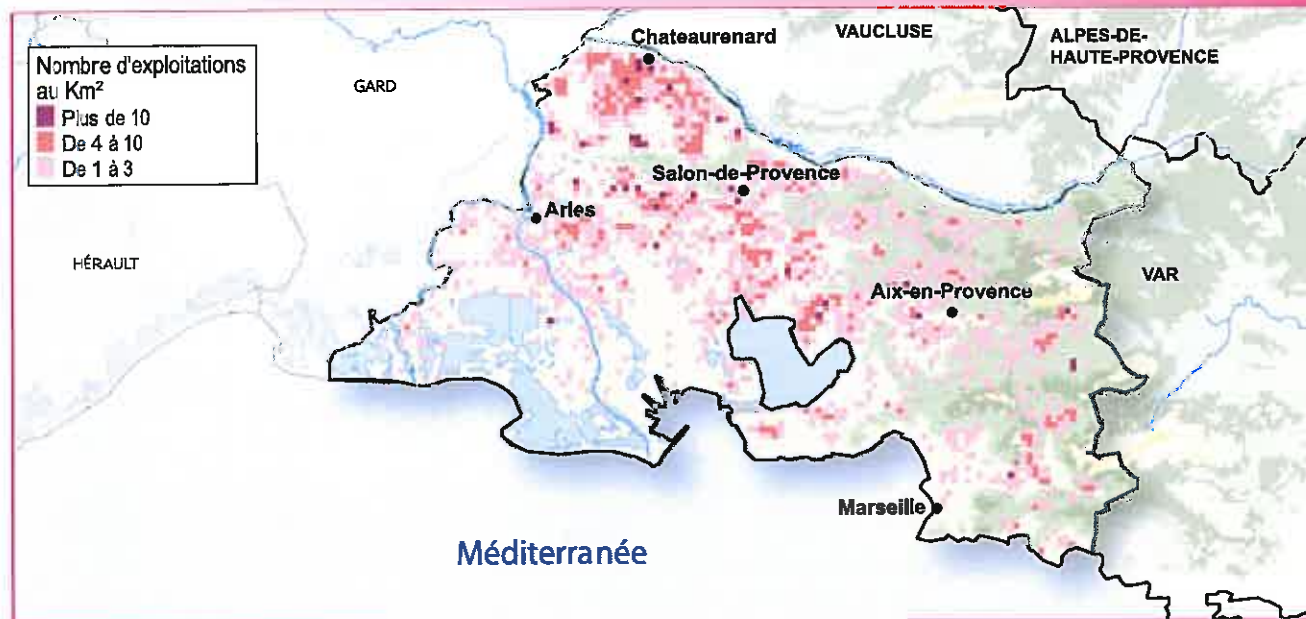 Nombre d'exploitations
au Km²
Plus de 10
De 4 à 10
De 1 à 3
GARD
HÉRAULT
Chateaurenard
VAUCLUSE
ALPES-DE-
HAUTE-PROVENCE
Salon-de-Provence
Arles
VAR
Aix-en-Provence
Marseille
Méditerranée